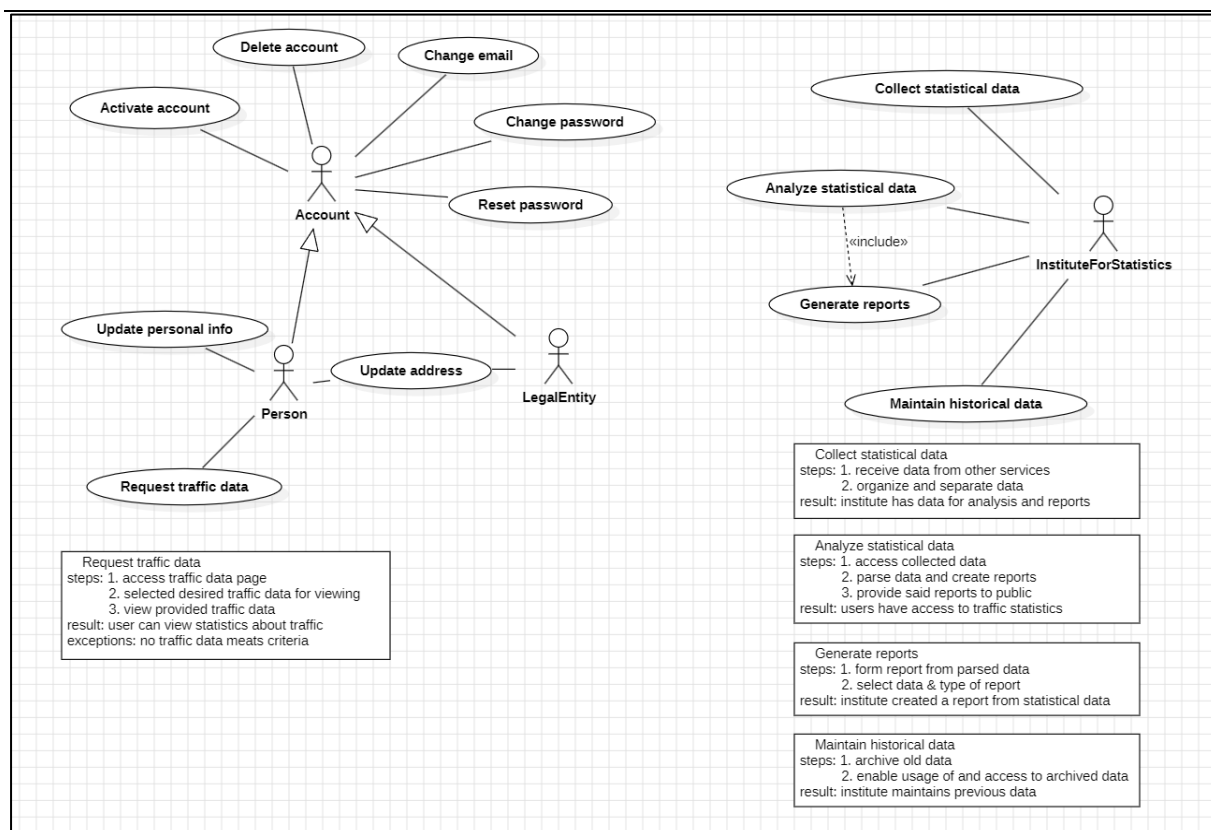 Delete account
Change email
Activate account
Change password
Reset password
Account
Update personal info
Update address
Person
LegalEntity
Request traffic data
Request traffic data
steps: 1. access traffic data page
2. selected desired traffic data for viewing
3. view provided traffic data
result: user can view statistics about traffic
exceptions: no traffic data meats criteria
Collect statistical data
Analyze statistical data
«include»
InstituteForStatistics
Generate reports
Maintain historical data
Collect statistical data
steps: 1. receive data from other services
2. organize and separate data
result: institute has data for analysis and reports
Analyze statistical data
steps: 1. access collected data
2. parse data and create reports
3. provide said reports to public
result: users have access to traffic statistics
Generate reports
steps: 1. form report from parsed data
2. select data & type of report
result: institute created a report from statistical data
Maintain historical data
steps: 1. archive old data
2. enable usage of and access to archived data
result: institute maintains previous data